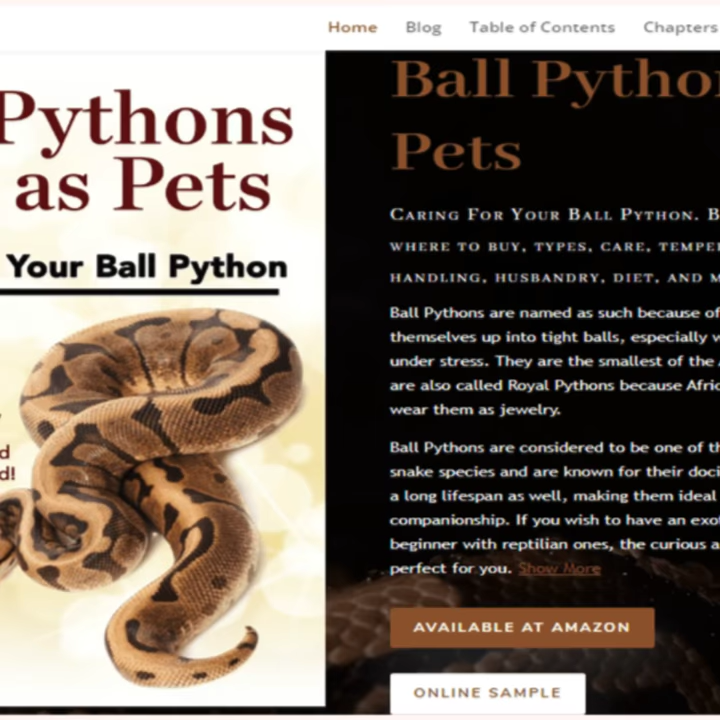 Home Blog Table of Contents Chapters
Pythons
as Pets
Your Ball Python
d
d!
Ball Pytho
Pets
CARING FOR YOUR BALL PYTHON. B
WHERE TO BUY, TYPES, CARE, TEMPE
HANDLING, HUSBANDRY, DIET, AND M
Ball Pythons are named as such because of
themselves up into tight balls, especially w
under stress. They are the smallest of the
are also called Royal Pythons because Afric
wear them as jewelry.
Ball Pythons are considered to be one of th
snake species and are known for their doci
a long lifespan as well, making them ideal
companionship. If you wish to have an exo
beginner with reptilian ones, the curious a
perfect for you. Show More
AVAILABLE AT AMAZON
ONLINE SAMPLE